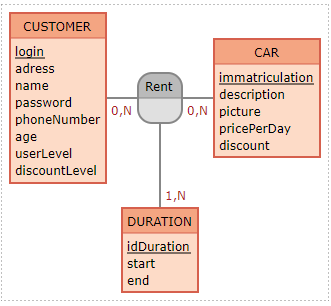 CUSTOMER
login
adress
name
password
phoneNumber
age
userLevel
discountLevel
Rent
0,N
0,N
CAR
immatriculation
description
picture
pricePerDay
discount
1,N
DURATION
idDuration
start
end